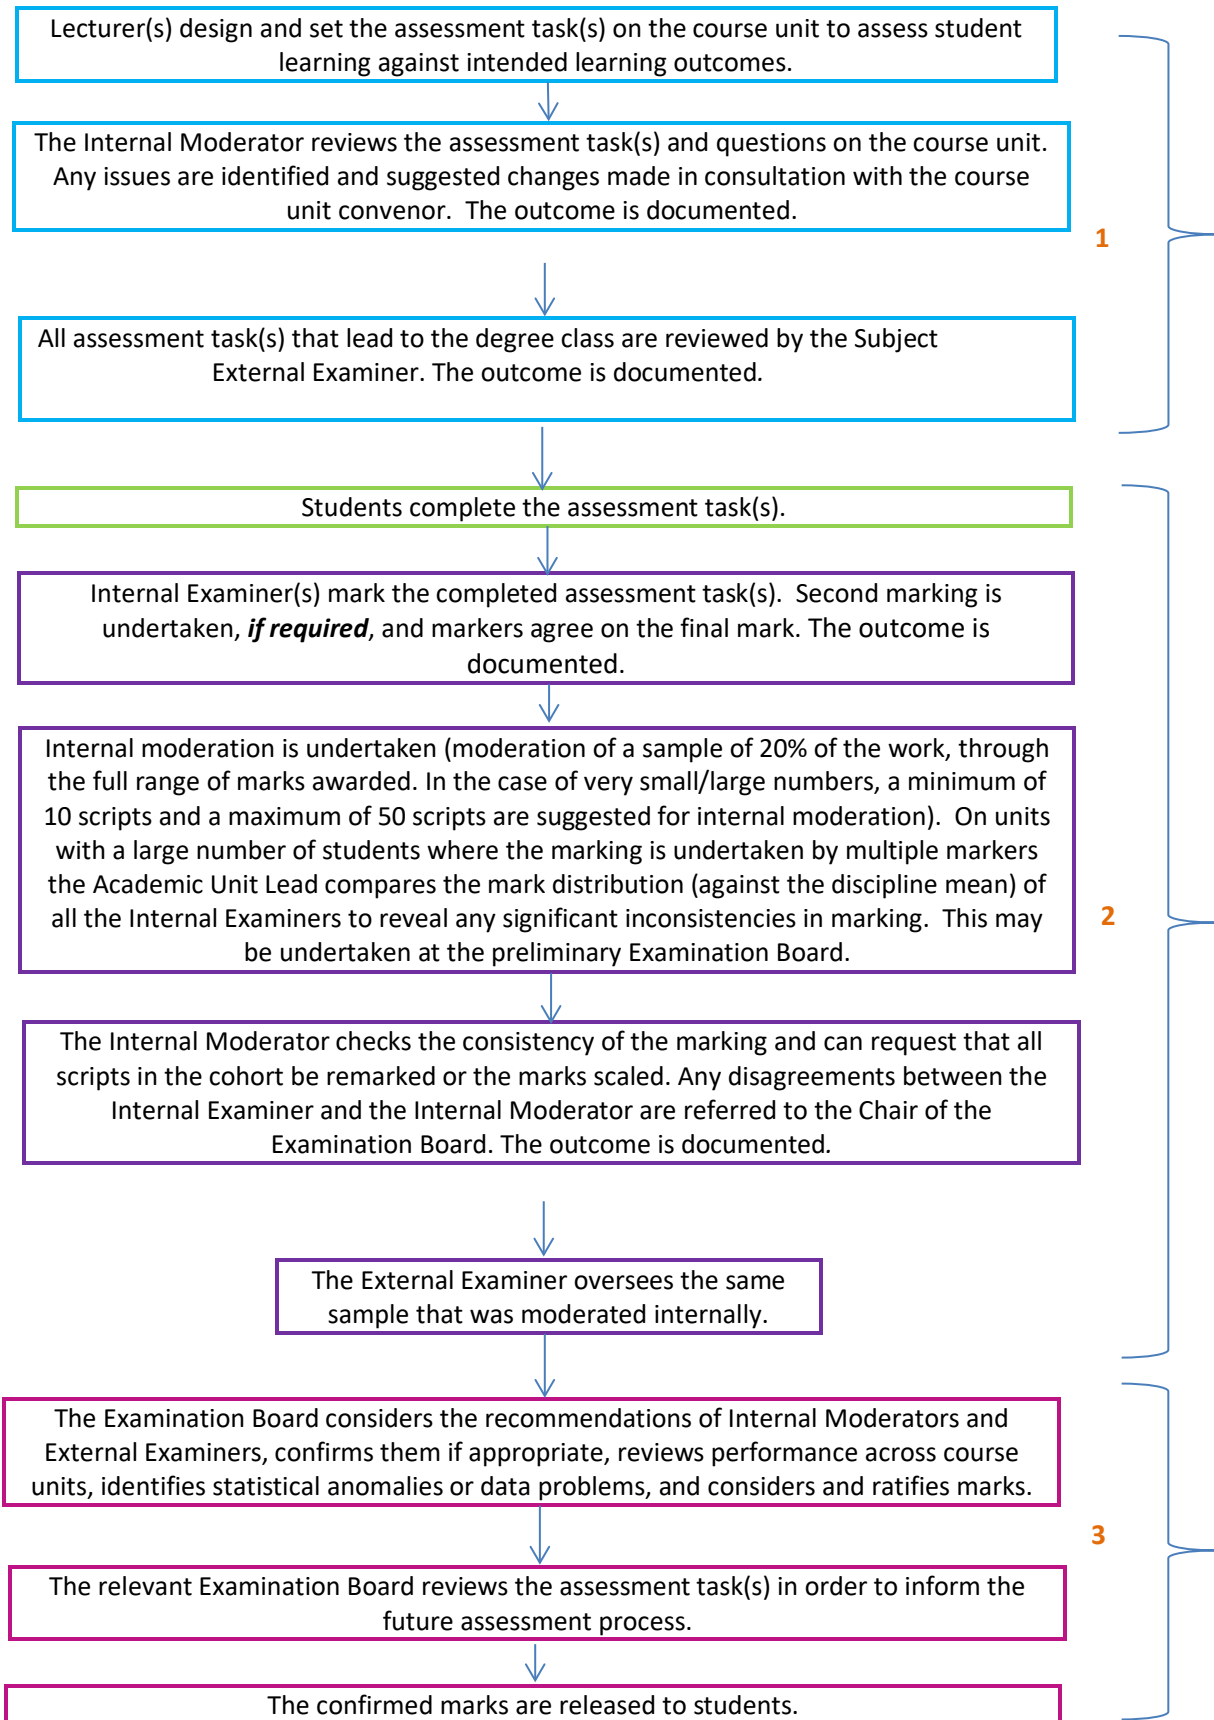 Lecturer(s) design and set the assessment task(s) on the course unit to assess student
learning against intended learning outcomes.
The Internal Moderator reviews the assessment task(s) and questions on the course unit.
Any issues are identified and suggested changes made in consultation with the course
unit convenor.  The outcome is documented.
1
All assessment task(s) that lead to the degree class are reviewed by the Subject
External Examiner. The outcome is documented.
Students complete the assessment task(s).
Internal Examiner(s) mark the completed assessment task(s).  Second marking is
undertaken, if required, and markers agree on the final mark. The outcome is
documented.
Internal moderation is undertaken (moderation of a sample of 20% of the work, through
the full range of marks awarded. In the case of very small/large numbers, a minimum of
10 scripts and a maximum of 50 scripts are suggested for internal moderation).  On units
with a large number of students where the marking is undertaken by multiple markers
the Academic Unit Lead compares the mark distribution (against the discipline mean) of
all the Internal Examiners to reveal any significant inconsistencies in marking.  This may
be undertaken at the preliminary Examination Board.
2
The Internal Moderator checks the consistency of the marking and can request that all
scripts in the cohort be remarked or the marks scaled. Any disagreements between the
Internal Examiner and the Internal Moderator are referred to the Chair of the
Examination Board. The outcome is documented.
The External Examiner oversees the same
sample that was moderated internally.
The Examination Board considers the recommendations of Internal Moderators and
External Examiners, confirms them if appropriate, reviews performance across course
units, identifies statistical anomalies or data problems, and considers and ratifies marks.
3
The relevant Examination Board reviews the assessment task(s) in order to inform the
future assessment process.
The confirmed marks are released to students.